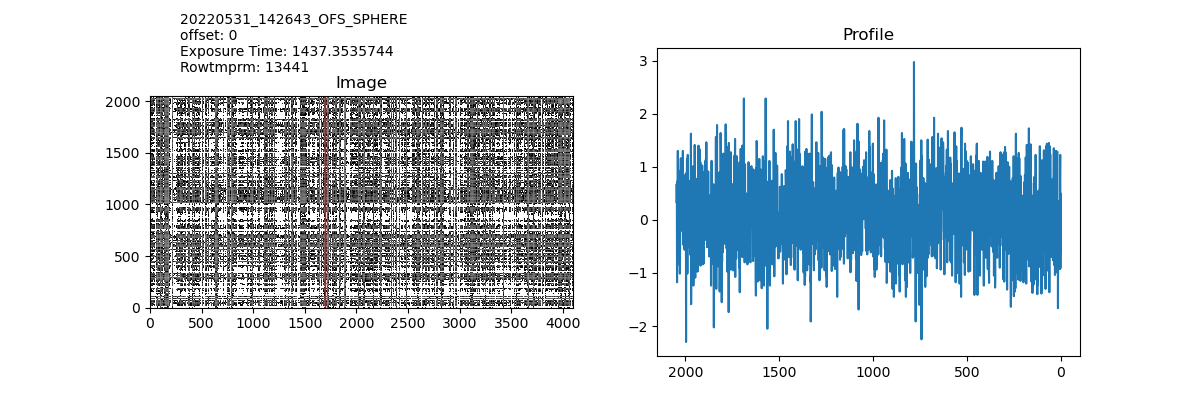 20220531_142643_OFS_SPHERE
offset: 0
Exposure Time: 1437.3535744
Rowtmprm: 13441
Image
2000
1500
1000
500
0
0 500 1000 1500 2000 2500 3000 3500 4000
Profile
3
2
1
0
−1
−2
2000 1500 1000 500 0